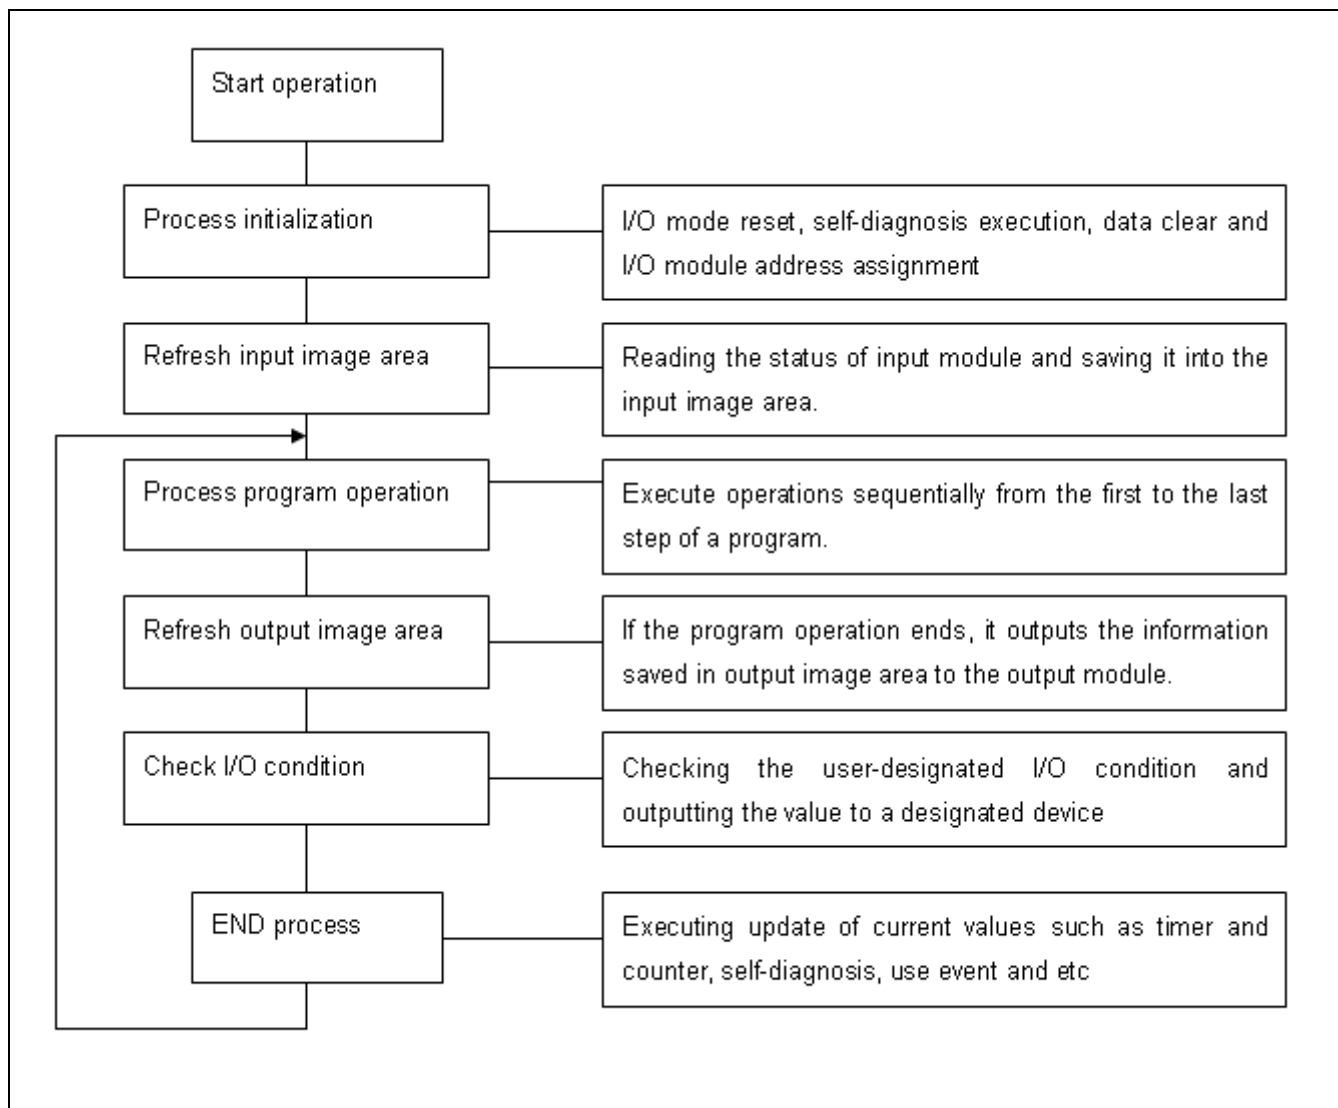 Start operation
Process initialization
I/O mode reset, self-diagnosis execution, data clear and
I/O module address assignment
Refresh input image area
Reading the status of input module and saving it into the
input image area.
Process program operation
Execute operations sequentially from the first to the last
step of a program.
Refresh output image area
If the program operation ends, it outputs the information
saved in output image area to the output module.
Check I/O condition
Checking the user-designated I/O condition and
outputting the value to a designated device
END process
Executing update of current values such as timer and
counter, self-diagnosis, use event and etc